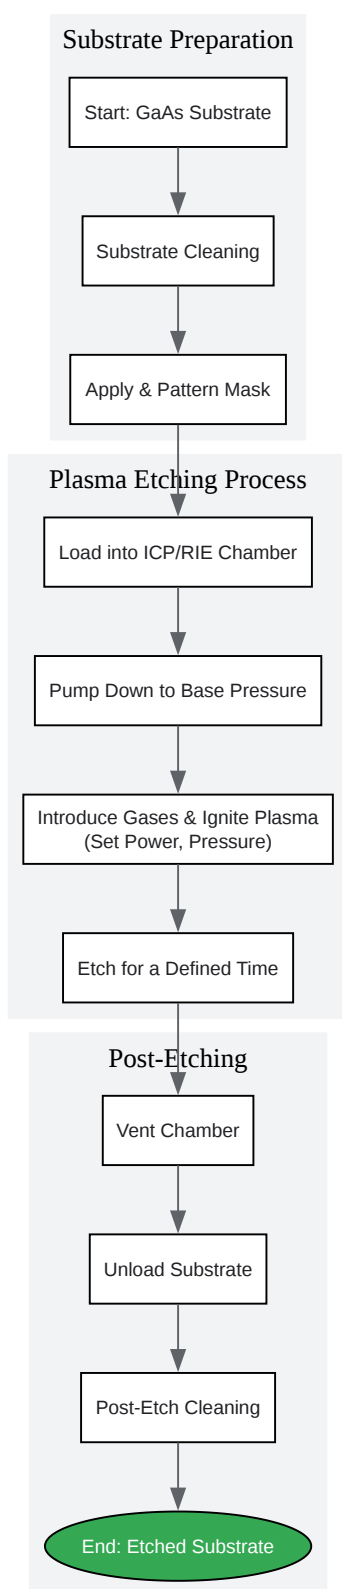 Substrate Preparation
Start: GaAs Substrate
Substrate Cleaning
Apply & Pattern Mask
Plasma Etching Process
Load into ICP/RIE Chamber
Pump Down to Base Pressure
Introduce Gases & Ignite Plasma
(Set Power, Pressure)
Etch for a Defined Time
Post-Etching
Vent Chamber
Unload Substrate
Post-Etch Cleaning
End: Etched Substrate